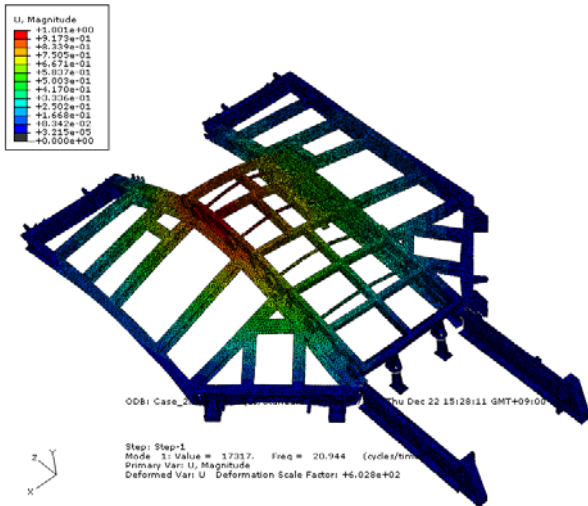 U, Magnitude
+1.001e+00
+9.173e-01
+8.339e-01
+7.505e-01
+6.671e-01
+5.837e-01
+5.003e-01
+4.170e-01
+3.336e-01
+2.502e-01
+1.668e-01
+8.342e-02
+3.215e-05
+0.000e+00
ODB: Case_2 Thu Dec 22 15:28:11 GMT+09:00
Step: Step-1
Mode 1: Value = 17317. Freq = 20.944 (cycles/time
Primary Var: U, Magnitude
Deformed Var: U Deformation Scale Factor: +6.028e+02
Z Y
X